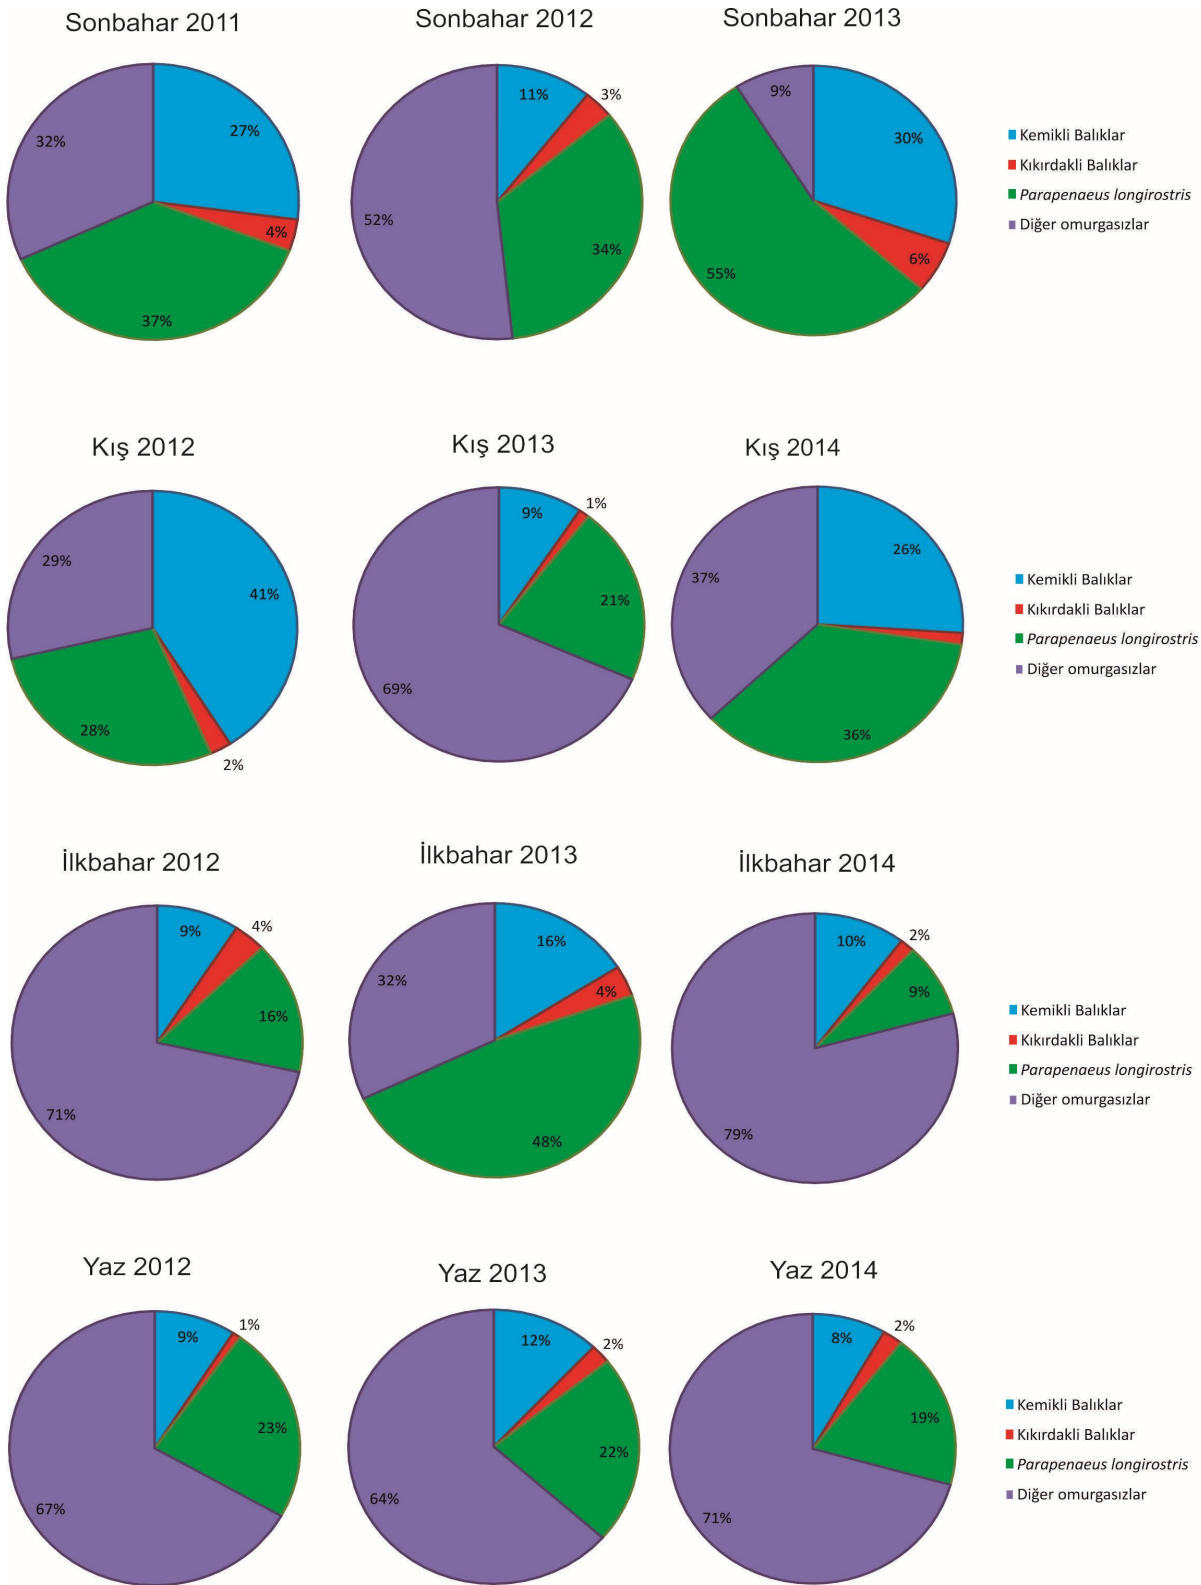 Sonbahar 2011
Sonbahar 2012
Sonbahar 2013
27%
4%
37%
32%
11%
3%
34%
52%
30%
6%
55%
9%
Kemikli Balıklar
Kıkırdakli Balıklar
Parapenaeus longirostris
Diğer omurgasızlar
Kış 2012
Kış 2013
Kış 2014
41%
2%
28%
29%
9%
1%
21%
69%
26%
36%
37%
Kemikli Balıklar
Kıkırdakli Balıklar
Parapenaeus longirostris
Diğer omurgasızlar
İlkbahar 2012
İlkbahar 2013
İlkbahar 2014
9%
4%
16%
71%
16%
4%
48%
32%
10%
2%
9%
79%
Kemikli Balıklar
Kıkırdakli Balıklar
Parapenaeus longirostris
Diğer omurgasızlar
Yaz 2012
Yaz 2013
Yaz 2014
9%
1%
23%
67%
12%
2%
22%
64%
8%
2%
19%
71%
Kemikli Balıklar
Kıkırdakli Balıklar
Parapenaeus longirostris
Diğer omurgasızlar